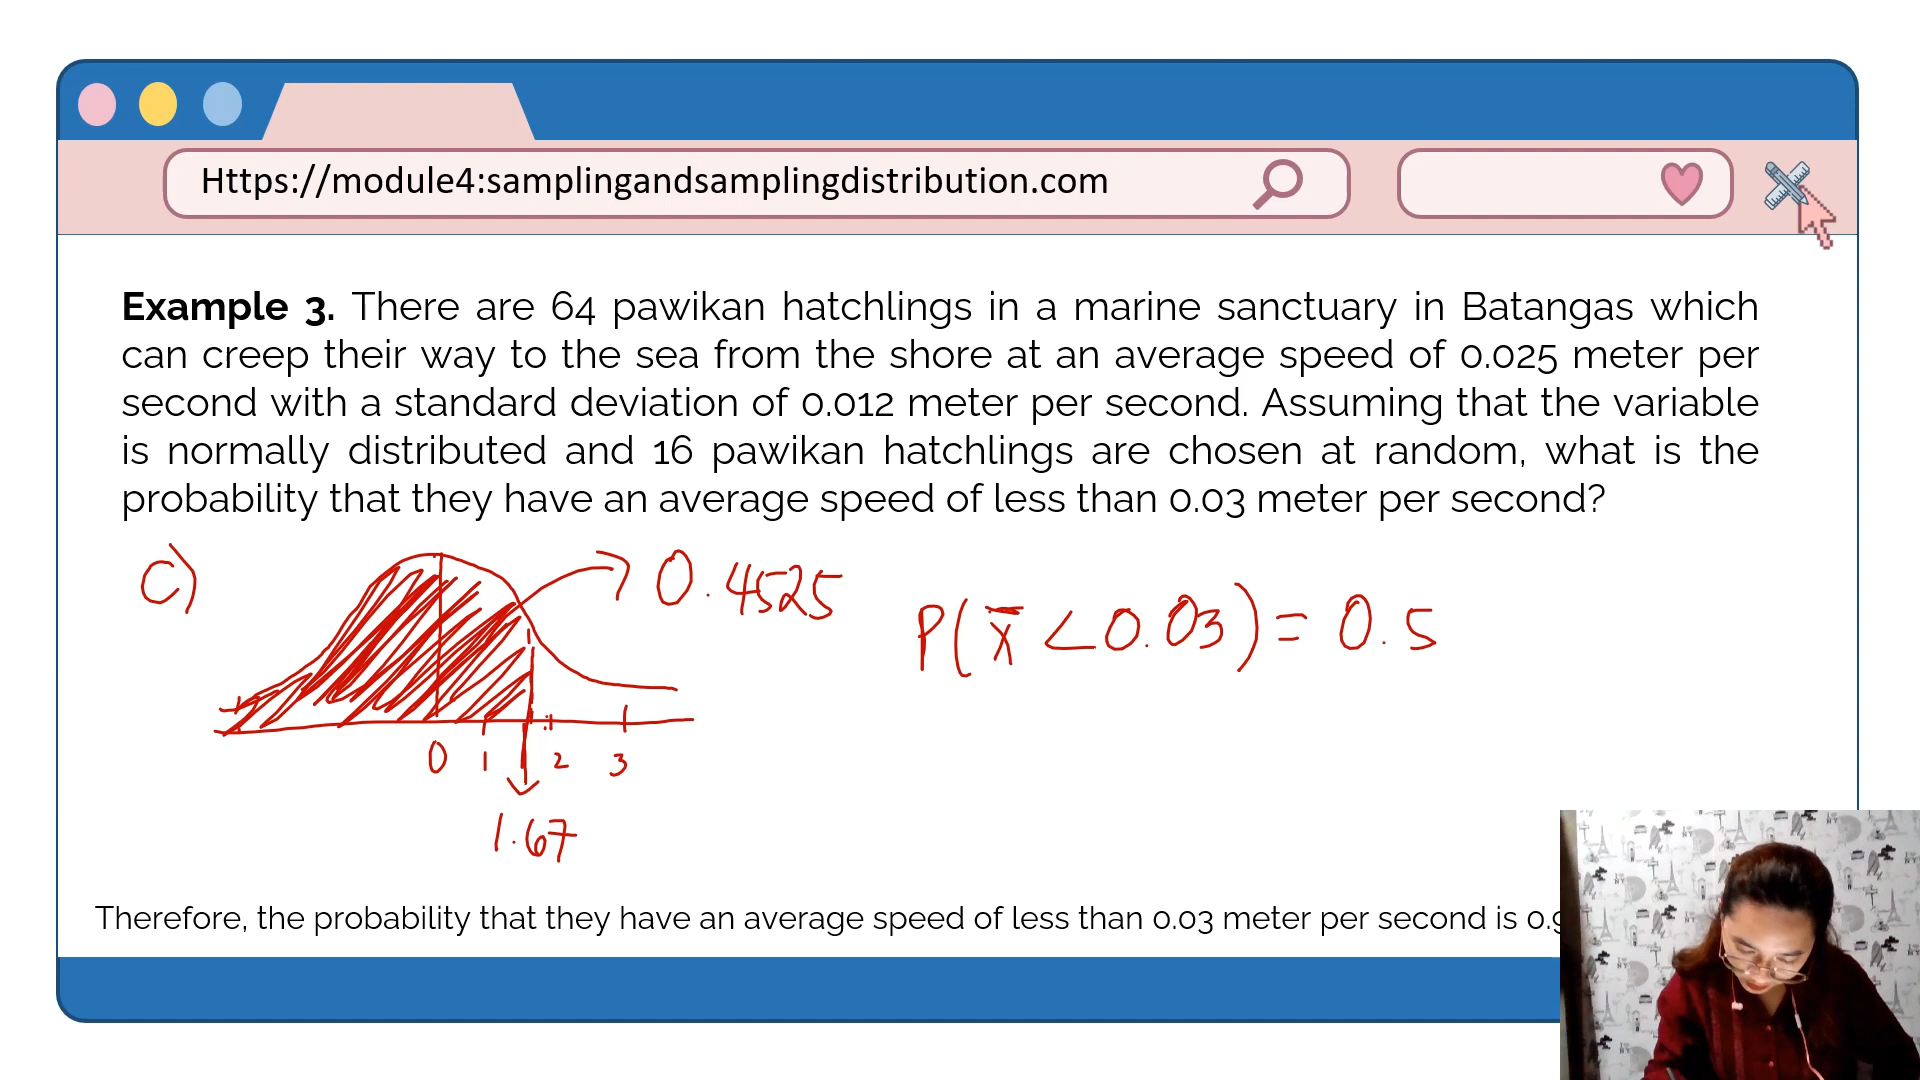 Https://module4:samplingandsamplingdistribution.com
Example 3. There are 64 pawikan hatchlings in a marine sanctuary in Batangas which
can creep their way to the sea from the shore at an average speed of 0.025 meter per
second with a standard deviation of 0.012 meter per second. Assuming that the variable
is normally distributed and 16 pawikan hatchlings are chosen at random, what is the
probability that they have an average speed of less than 0.03 meter per second?
c)
0.4525
P(x̄ <0.03) = 0.5
0 1 2 3
1.67
Therefore, the probability that they have an average speed of less than 0.03 meter per second is 0.9